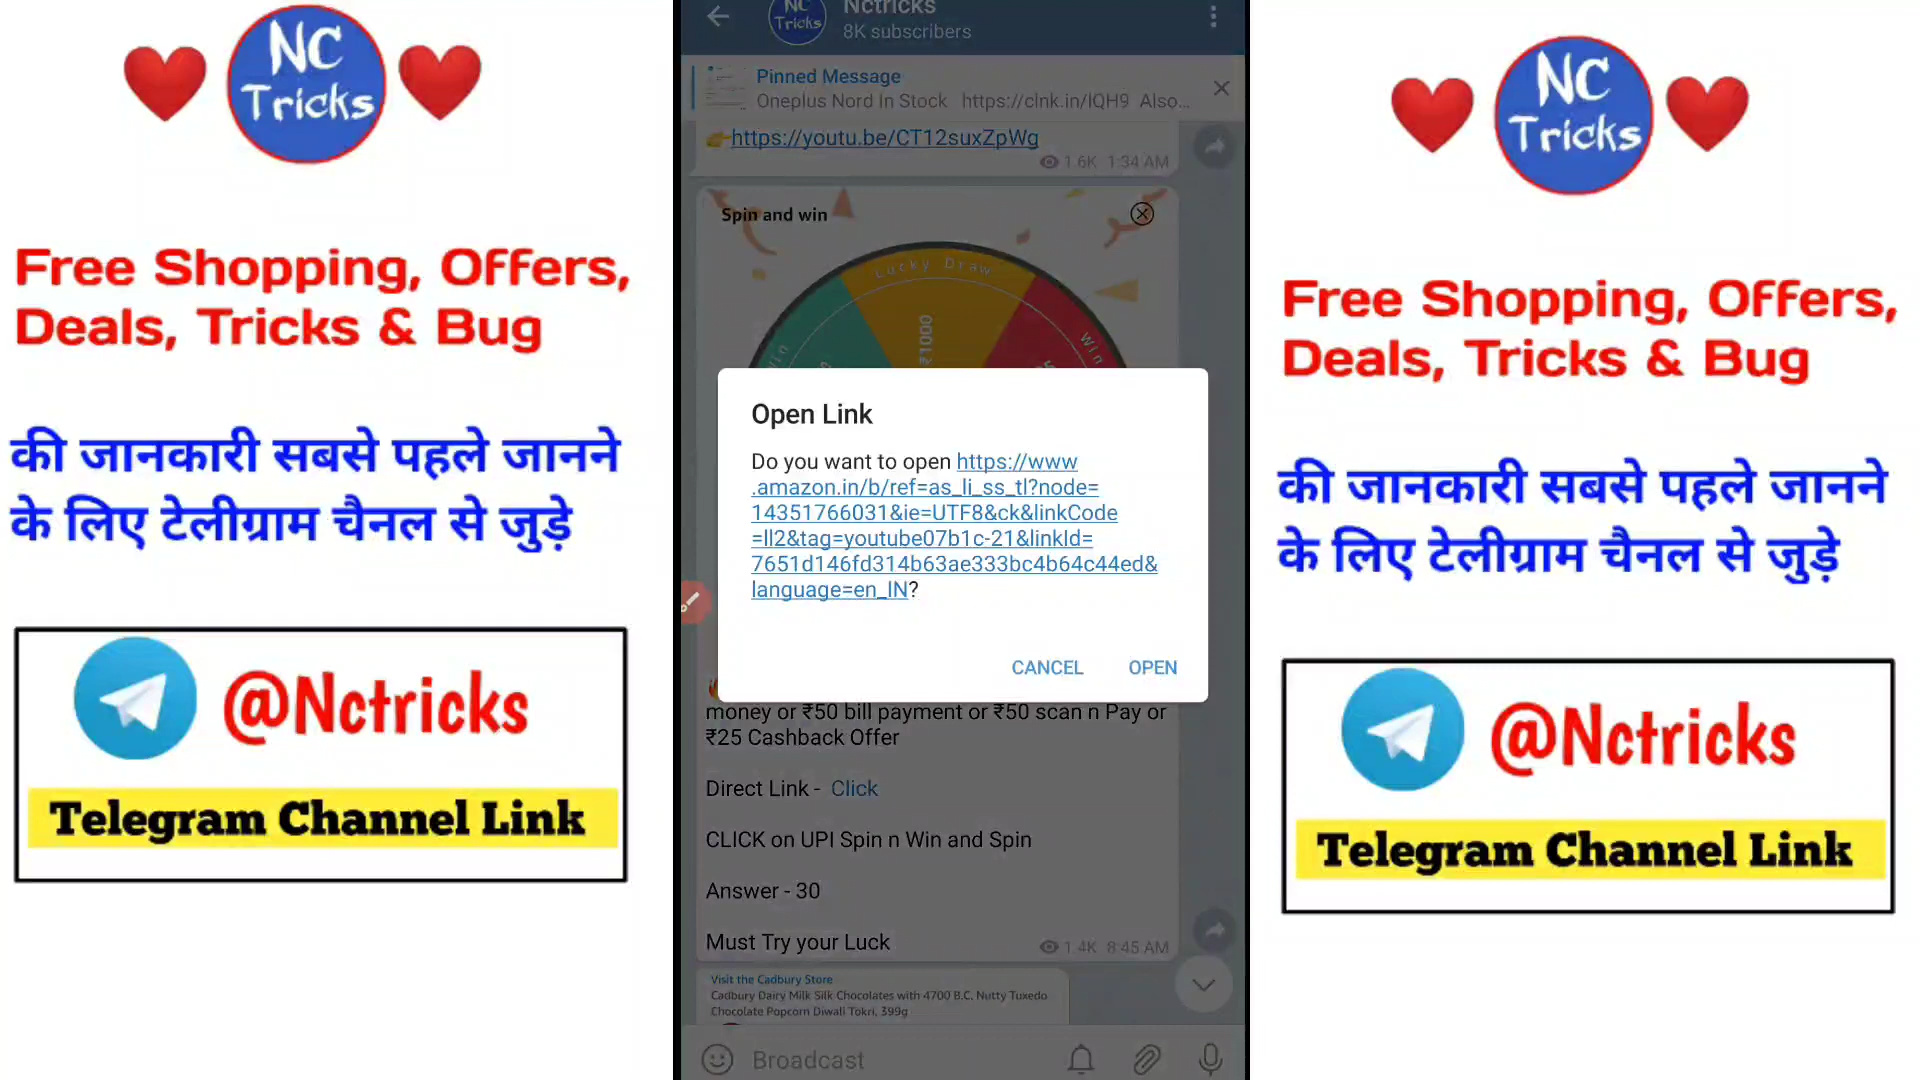 NC
Tricks
Free Shopping, Offers,
Deals, Tricks & Bug
की जानकारी सबसे पहले जानने
के लिए टेलीग्राम चैनल से जुड़े
@Nctricks
Telegram Channel Link
Nctricks
NC
Tricks
8K subscribers
Pinned Message
Oneplus Nord In Stock https://clnk.in/IQH9 Also...
https://youtu.be/CT12suxZpWg
1.6K 1:34 AM
Spin and win
Lucky Draw
Win
₹1000
Open Link
Do you want to open https://www
.amazon.in/b/ref=as_li_ss_tl?node=
14351766031&ie=UTF8&ck&linkCode
=ll2&tag=youtube07b1c-21&linkId=
7651d146fd314b63ae333bc4b64c44ed&
language=en_IN?
CANCEL OPEN
money or ₹50 bill payment or ₹50 scan n Pay or
₹25 Cashback Offer
Direct Link - Click
CLICK on UPI Spin n Win and Spin
Answer - 30
Must Try your Luck
1.4K 8:45 AM
Visit the Cadbury Store
Cadbury Dairy Milk Silk Chocolates with 4700 B.C. Nutty Tuxedo
Chocolate Popcorn Diwali Tokri, 399g
Broadcast
NC
Tricks
Free Shopping, Offers,
Deals, Tricks & Bug
की जानकारी सबसे पहले जानने
के लिए टेलीग्राम चैनल से जुड़े
@Nctricks
Telegram Channel Link